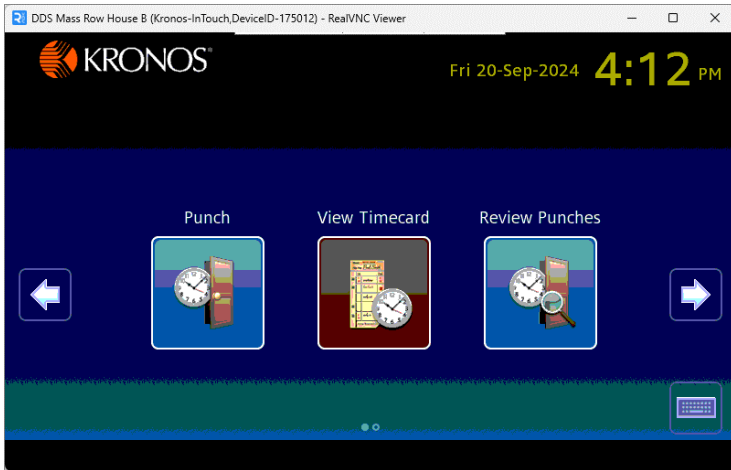 DDS Mass Row House B (Kronos-InTouch,DeviceID-175012) - RealVNC Viewer
KRONOS®
Fri 20-Sep-2024 4:12 PM
Punch View Timecard Review Punches